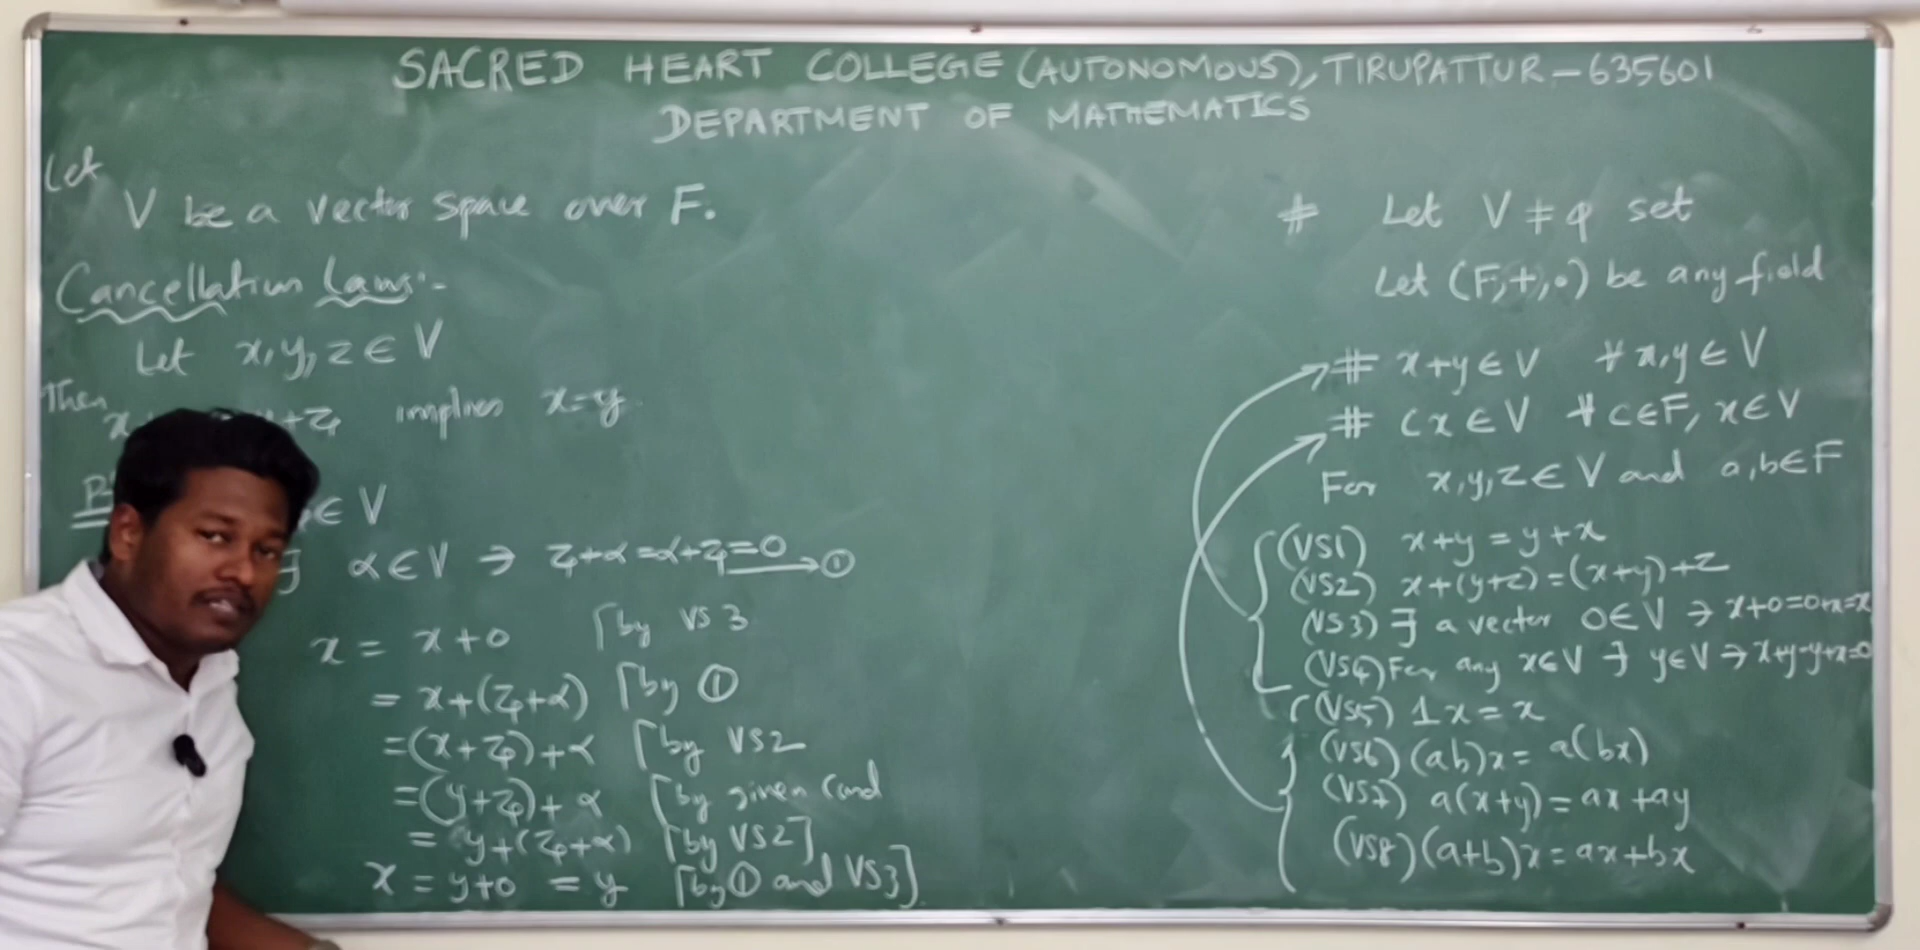 SACRED HEART COLLEGE (AUTONOMOUS), TIRUPATTUR - 635601
DEPARTMENT OF MATHEMATICS
Let
V be a vector space over F.
Cancellation Laws:-
Let x, y, z ∈ V
Then
x +z implies x=y
∈ V
∃ α ∈ V ∋ z+α = α+z = 0 → ①
x = x+0 [by VS 3
= x+(z+α) [by ①
=(x+z)+α [by VS2
=(y+z)+α [by given cond
= y+(z+α) [by VS2]
x = y+0 = y [by ① and VS3]
# Let V ≠ φ set
Let (F,+,•) be any field
# x+y ∈ V ∀ x,y ∈ V
# cx ∈ V ∀ c∈F, x∈V
For x,y,z ∈ V and a,b∈F
(VS1) x+y = y+x
(VS2) x+(y+z)=(x+y)+z
(VS3) ∃ a vector 0∈V ∋ x+0=0+x=x
(VS4) For any x∈V ∃ y∈V ∋ x+y=y+x=0
(VS5) 1x = x
(VS6) (ab)x = a(bx)
(VS7) a(x+y) = ax+ay
(VS8) (a+b)x = ax+bx